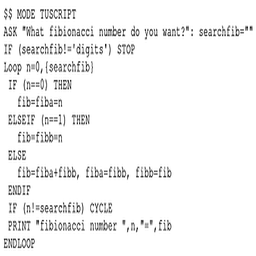 $$ MODE TUSCRIPT
ASK "What fibionacci number do you want?": searchfib=""
IF (searchfib!='digits') STOP
Loop n=0,{searchfib}
IF (n==0) THEN
fib=fiba=n
ELSEIF (n==1) THEN
fib=fibb=n
ELSE
fib=fiba+fibb, fiba=fibb, fibb=fib
ENDIF
IF (n!=searchfib) CYCLE
PRINT "fibionacci number ",n,"=",fib
ENDLOOP